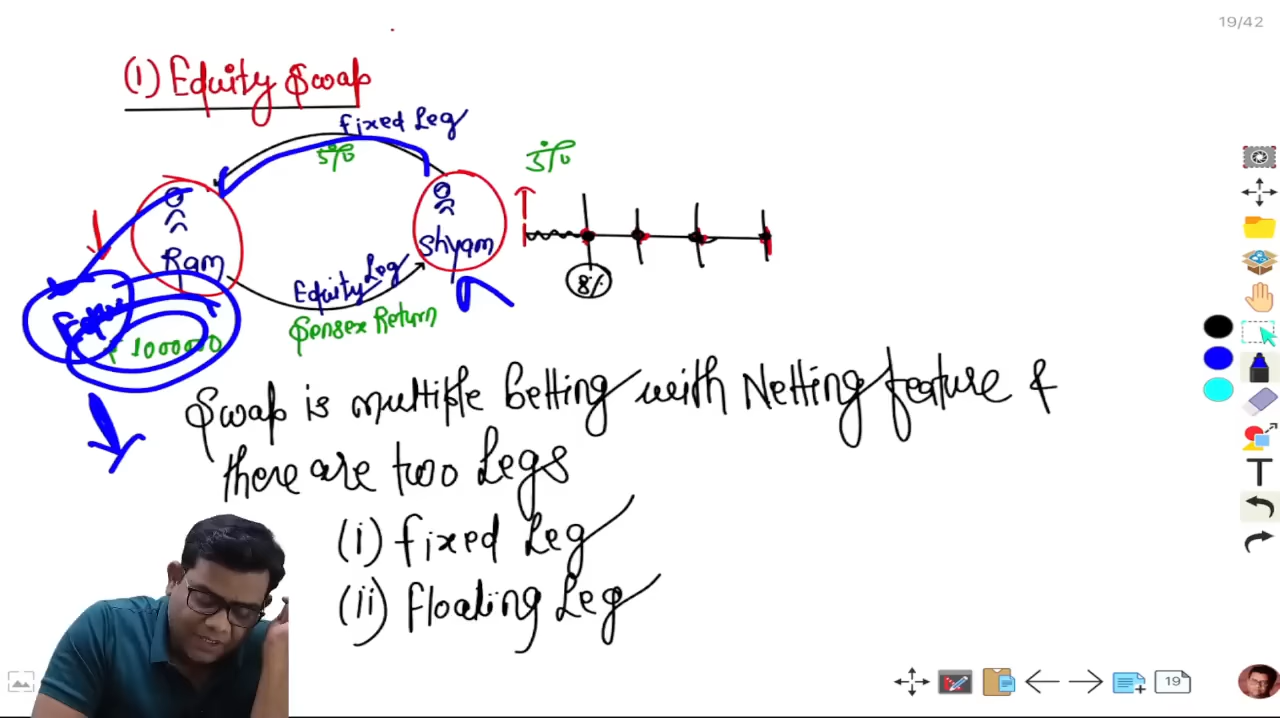 19/42
(1) Equity Swap
fixed Leg
5%
5%
Ram
Shyam
8%
Equity Leg
Sensex Return
₹ 1000000
Swap is multiple Betting with Netting feature &
there are two Legs
(i) fixed Leg
(ii) Floating Leg
T
19